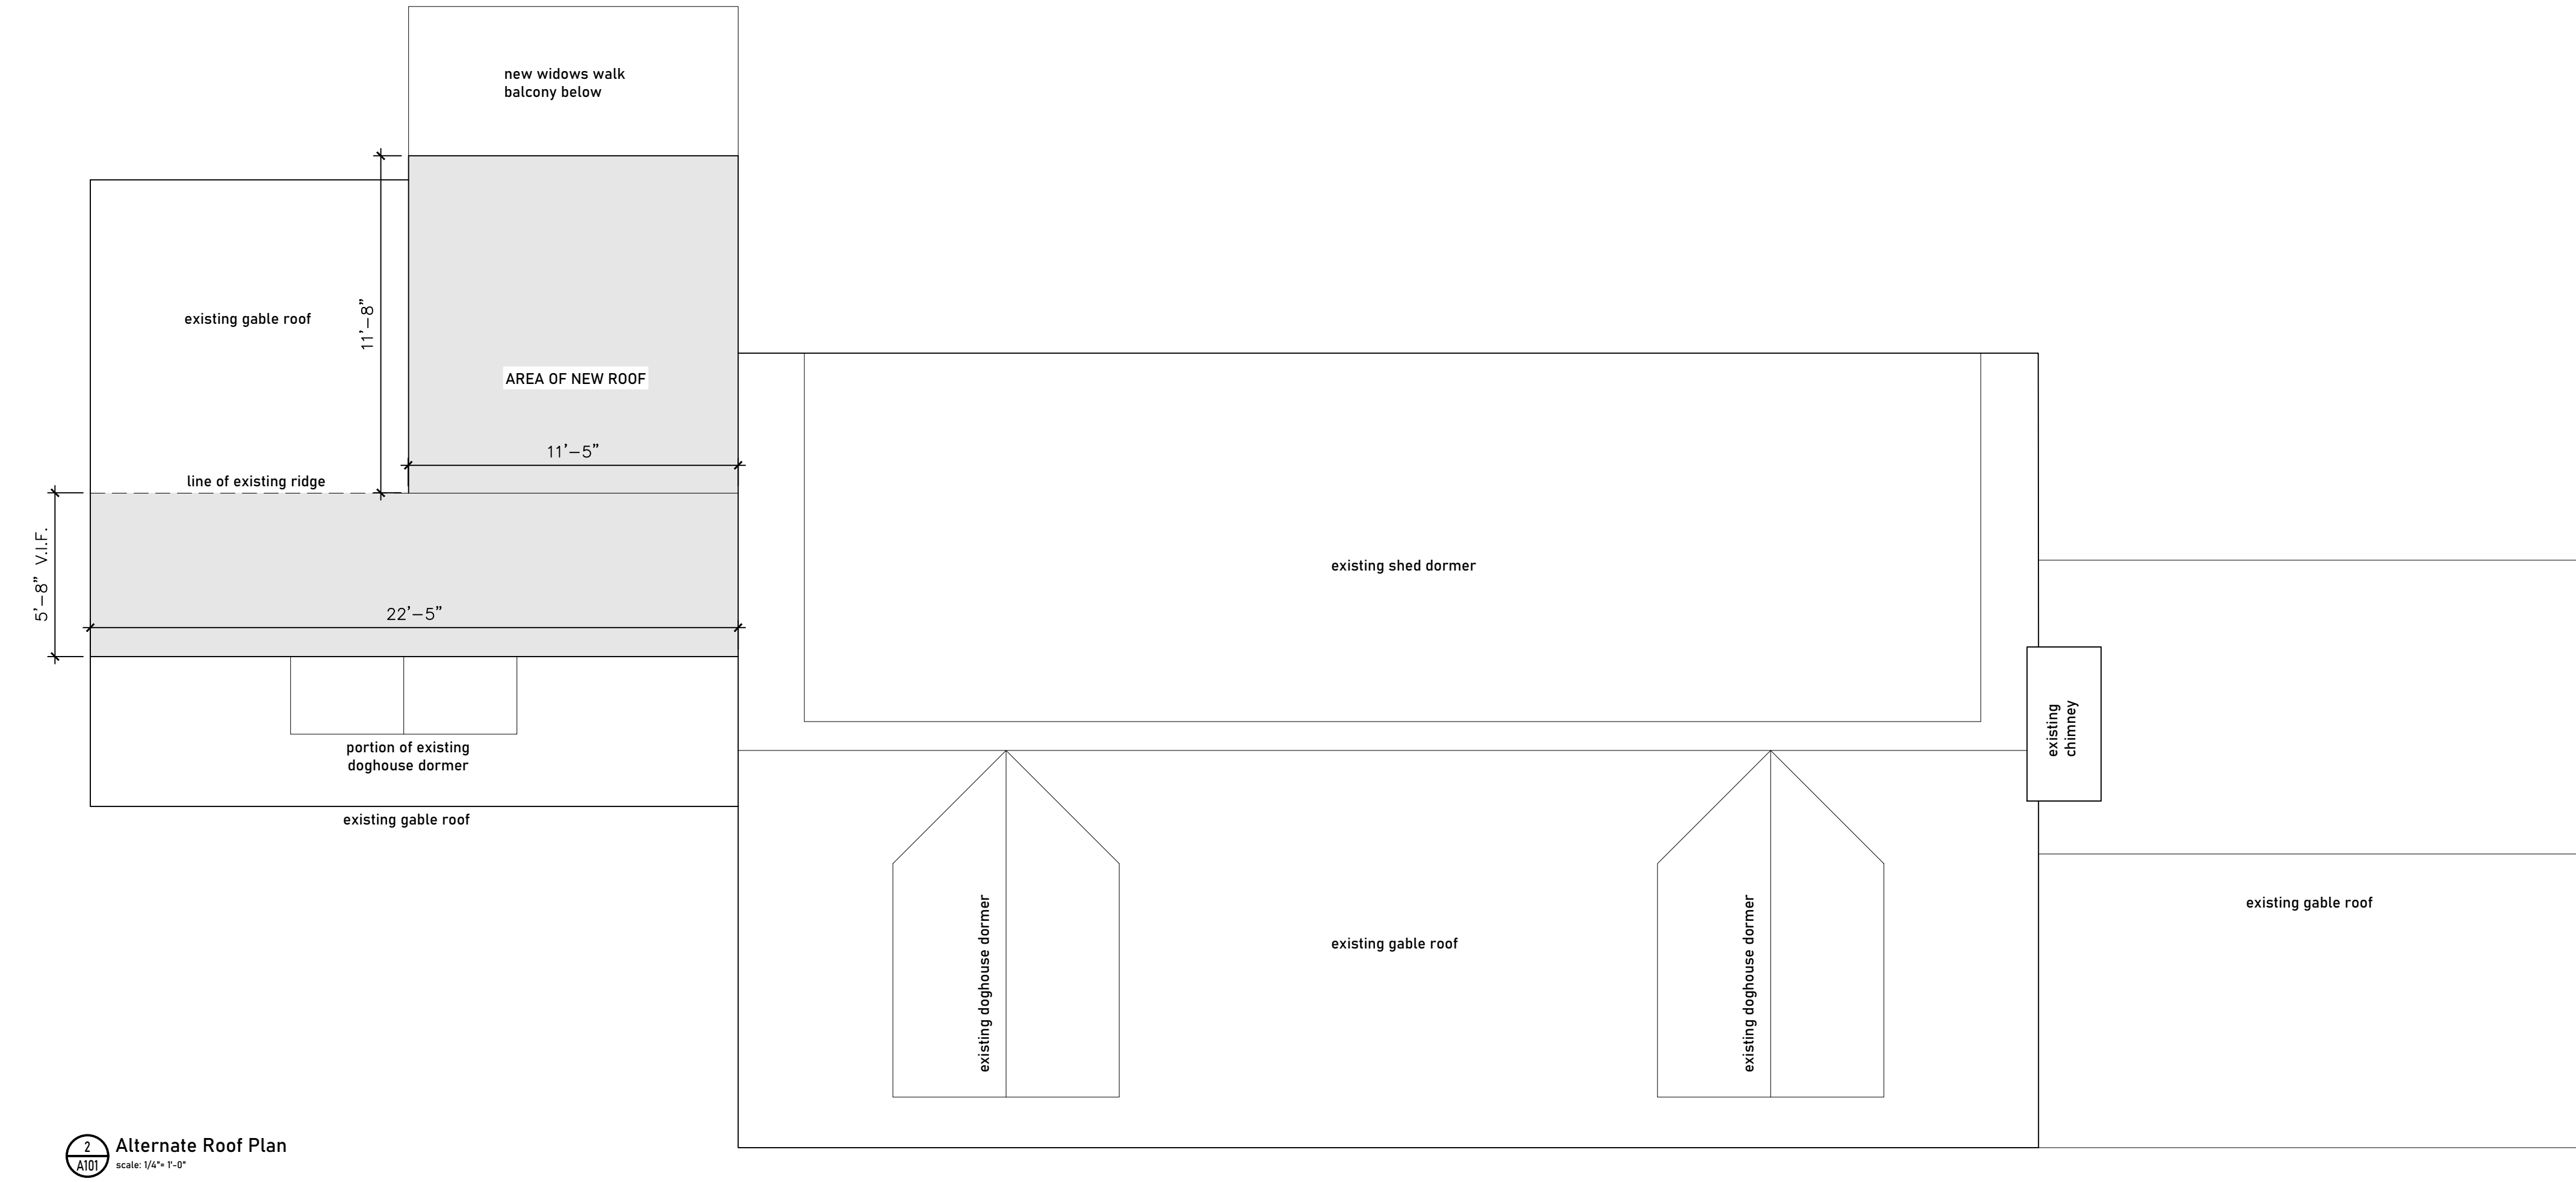 new widows walk
balcony below
existing gable roof
11'-8"
AREA OF NEW ROOF
11'-5"
line of existing ridge
5'-8" V.I.F.
22'-5"
portion of existing
doghouse dormer
existing gable roof
existing shed dormer
existing
chimney
existing doghouse dormer
existing gable roof
existing doghouse dormer
existing gable roof
2
A101
Alternate Roof Plan
scale: 1/4"= 1'-0"